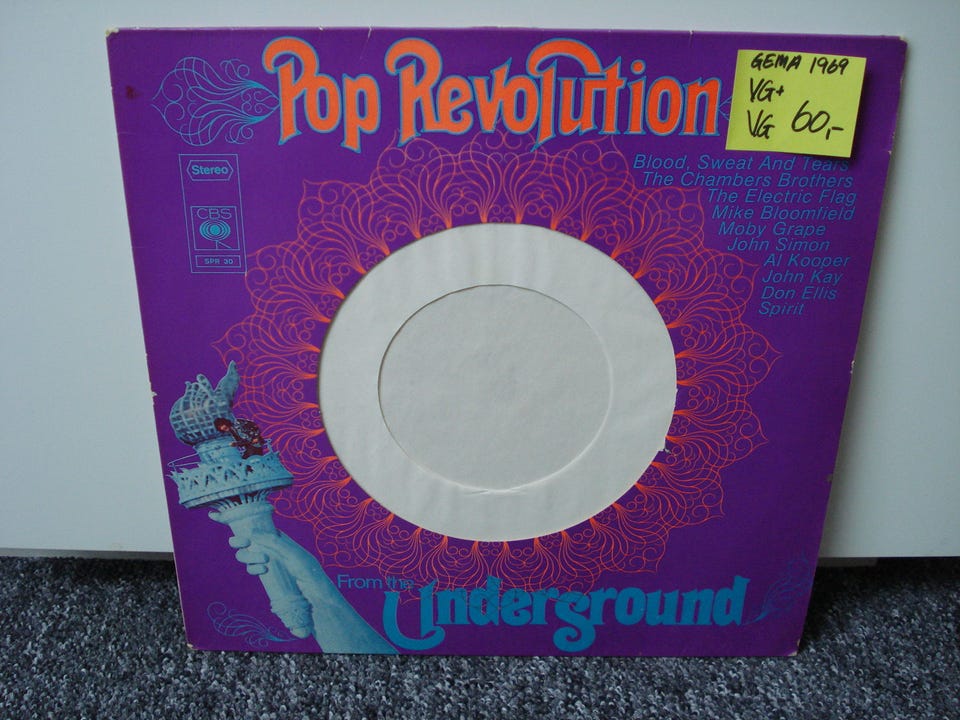 Pop Revolution
GEMA 1969
VG+
VG 60,-
Stereo
CBS
SPR 30
Blood, Sweat And Tears
The Chambers Brothers
The Electric Flag
Mike Bloomfield
Moby Grape
John Simon
Al Kooper
John Kay
Don Ellis
Spirit
From the
Underground